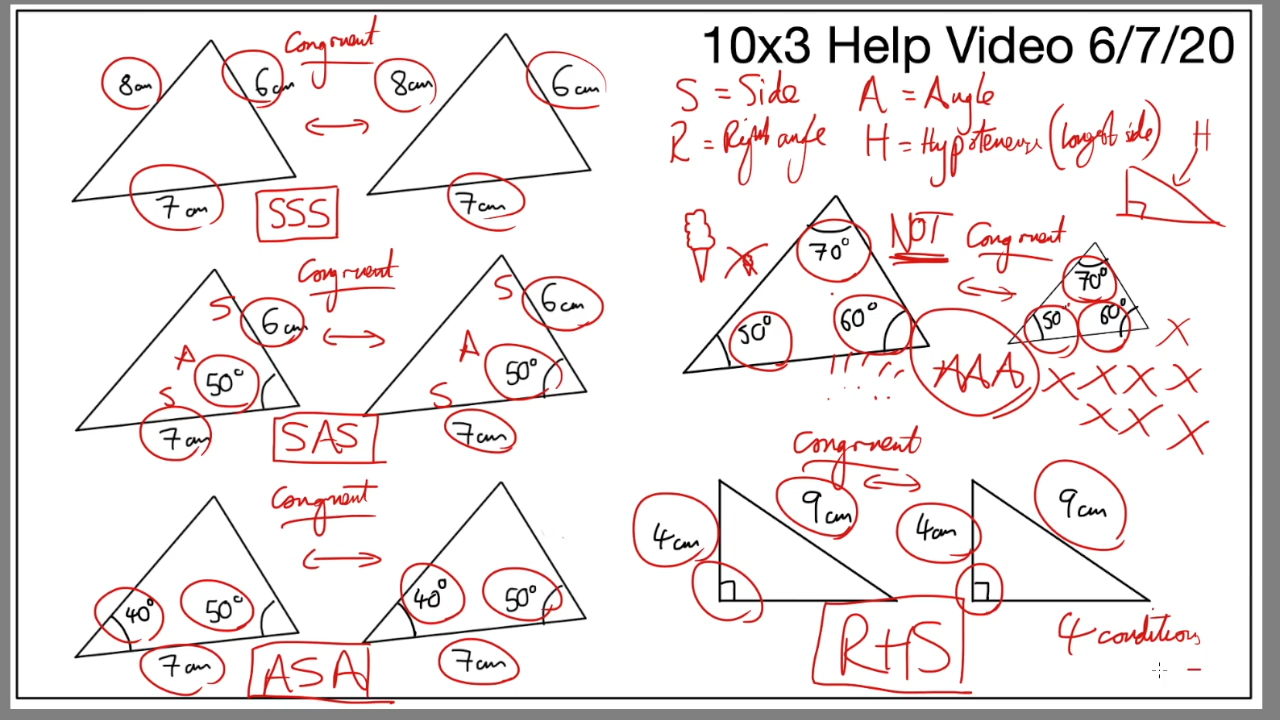 10x3 Help Video 6/7/20
S = Side
A = Angle
R = Right angle
H = Hypotenuse (longest side)
H
Congruent
8cm
6cm
7cm
8cm
6cm
7cm
SSS
Congruent
S
6cm
A
50°
S
7cm
S
6cm
A
50°
S
7cm
SAS
Congruent
40°
50°
7cm
40°
50°
7cm
ASA
NOT Congruent
70°
50°
60°
70°
50°
60°
AAA
X
X X X X
X X X
Congruent
4cm
9cm
4cm
9cm
RHS
4 conditions